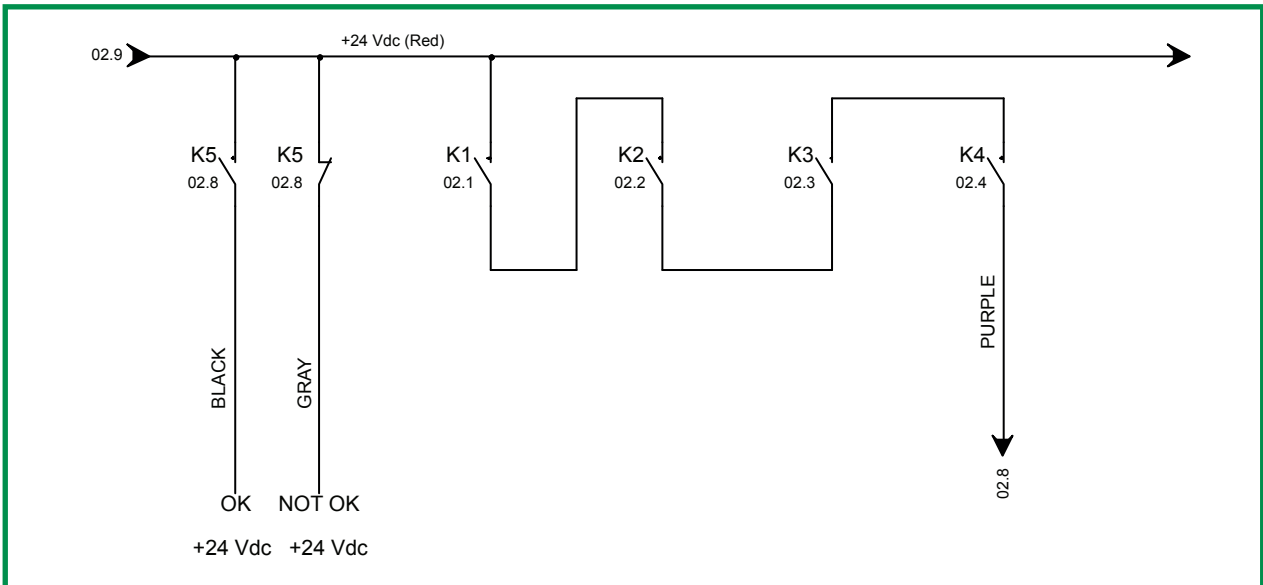 +24 Vdc (Red)
02.9
K5
K5
K1
K2
K3
K4
02.8
02.8
02.1
02.2
02.3
02.4
PURPLE
BLACK
GRAY
02.8
OK
NOT OK
+24 Vdc
+24 Vdc